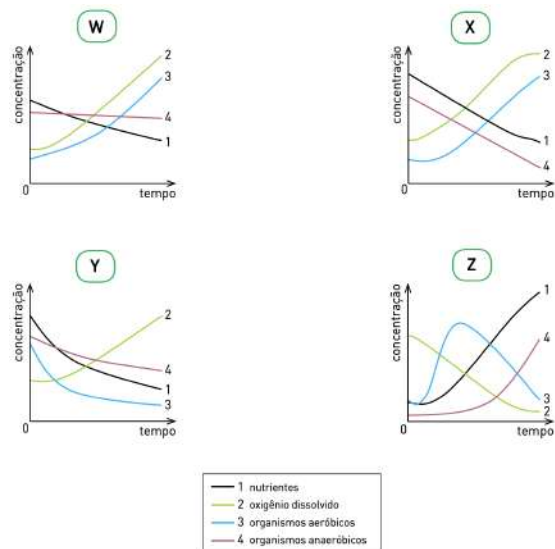 W
concentração
2
3
4
1
0
tempo
X
concentração
2
3
1
4
0
tempo
Y
concentração
2
4
1
3
0
tempo
Z
concentração
1
4
3
2
0
tempo
1 nutrientes
2 oxigênio dissolvido
3 organismos aeróbicos
4 organismos anaeróbicos